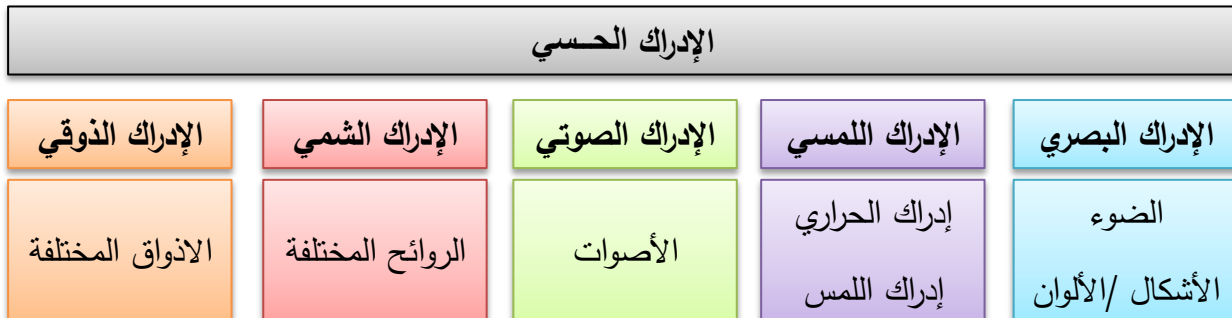 الإدراك الحسي
الإدراك البصري
الإدراك اللمسي
الإدراك الصوتي
الإدراك الشمي
الإدراك الذوقي
الضوء
الأشكال /الألوان
إدراك الحراري
إدراك اللمس
الأصوات
الروائح المختلفة
الاذواق المختلفة